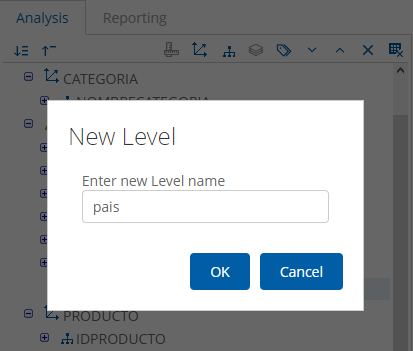 Analysis
Reporting
CATEGORIA
NOMBRECATEGORIA
New Level
Enter new Level name
pais
OK
Cancel
PRODUCTO
IDPRODUCTO